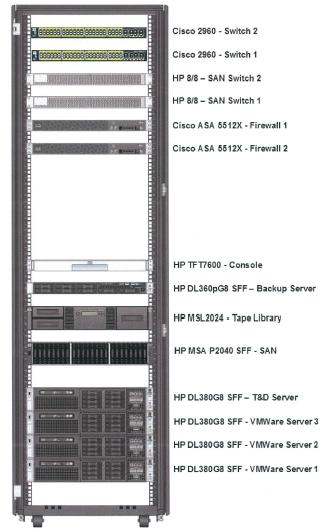 Cisco 2960 - Switch 2
Cisco 2960 - Switch 1
HP 8/8 – SAN Switch 2
HP 8/8 – SAN Switch 1
Cisco ASA 5512X - Firewall 1
Cisco ASA 5512X - Firewall 2
HP TFT7600 - Console
HP DL360pG8 SFF – Backup Server
HP MSL2024 - Tape Library
HP MSA P2040 SFF - SAN
HP DL380G8 SFF – T&D Server
HP DL380G8 SFF - VMWare Server 3
HP DL380G8 SFF - VMWare Server 2
HP DL380G8 SFF - VMWare Server 1